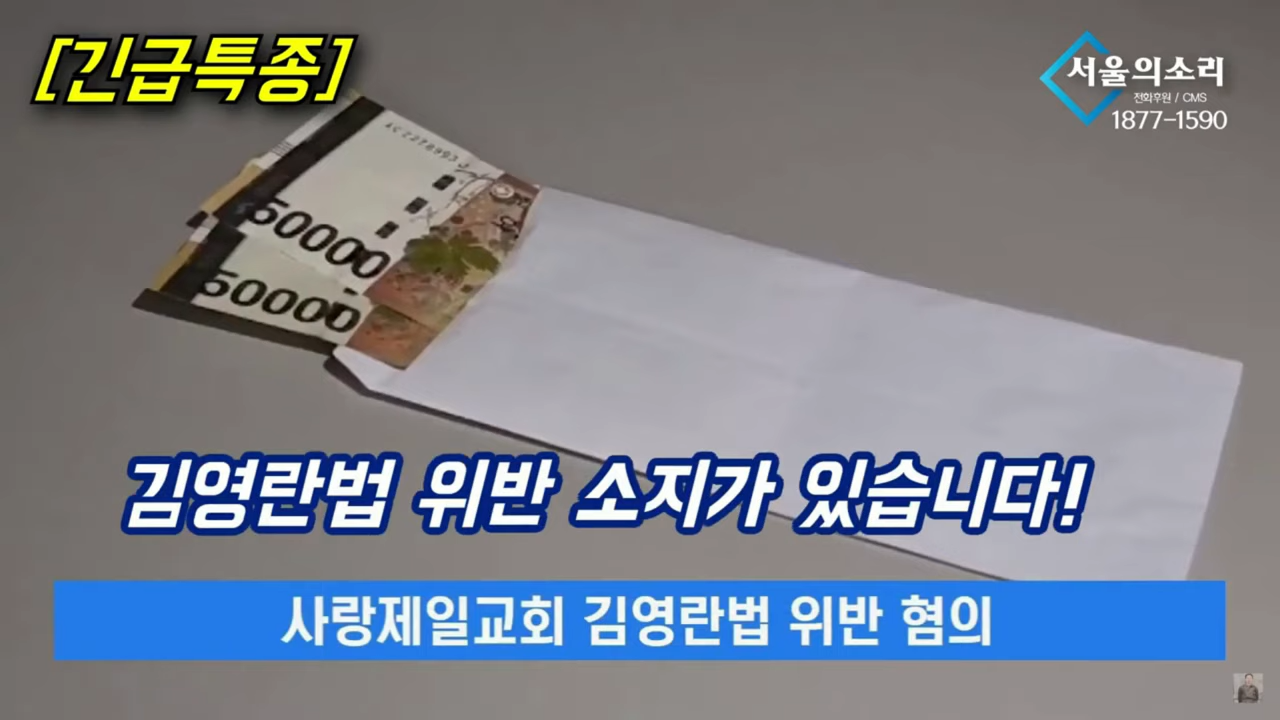 [긴급특종]
서울의소리
전화후원 / CMS
1877-1590
50000
50000
김영란법 위반 소지가 있습니다!
사랑제일교회 김영란법 위반 혐의